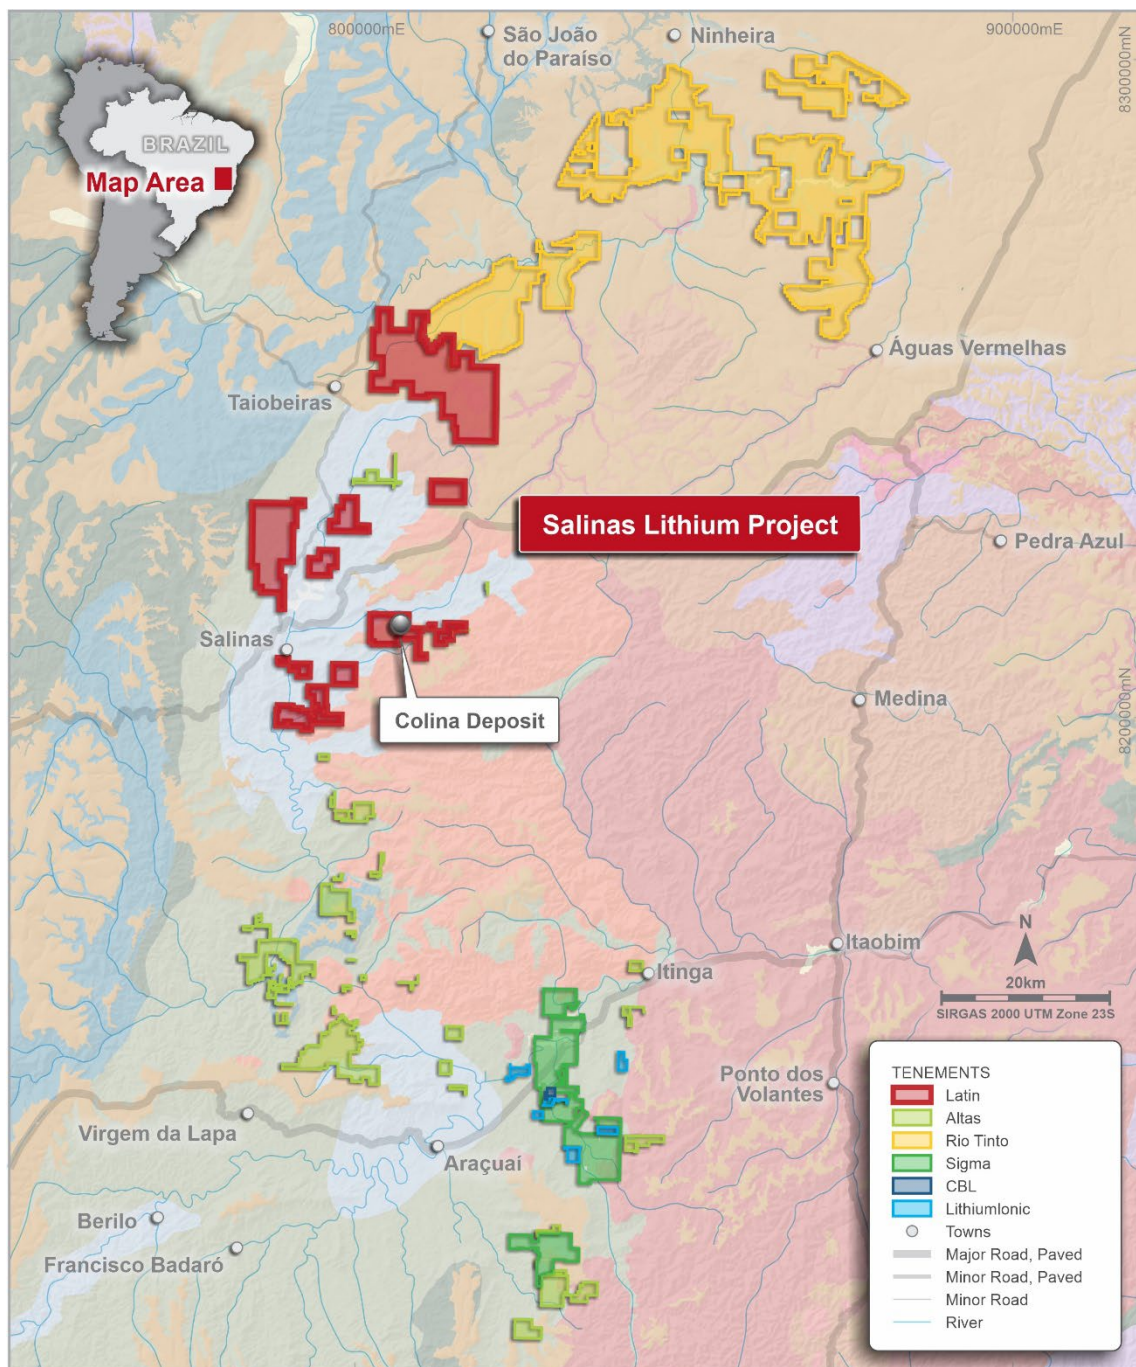 800000mE
900000mE
8300000mN
São João
do Paraíso
Ninheira
BRAZIL
Map Area
Águas Vermelhas
Taiobeiras
Salinas Lithium Project
Pedra Azul
Salinas
Colina Deposit
Medina
8200000mN
Itaobim
Itinga
N
20km
SIRGAS 2000 UTM Zone 23S
Ponto dos
Volantes
Virgem da Lapa
Araçuaí
Berilo
Francisco Badaró
TENEMENTS
Latin
Altas
Rio Tinto
Sigma
CBL
LithiumIonic
Towns
Major Road, Paved
Minor Road, Paved
Minor Road
River